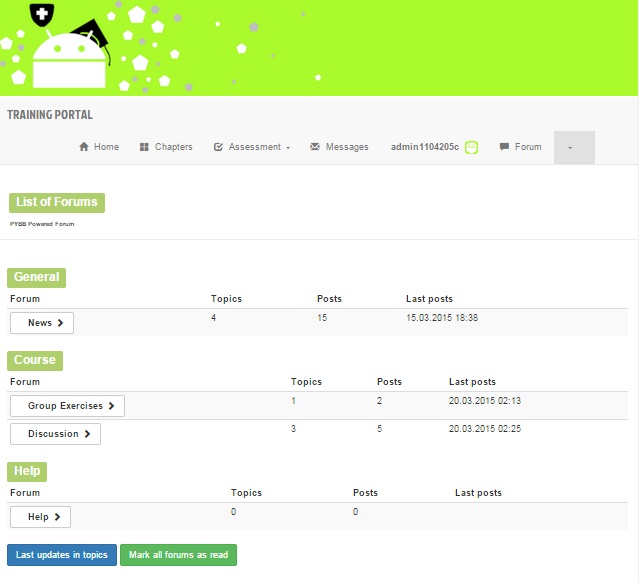 TRAINING PORTAL
Home Chapters Assessment Messages admin1104205c Forum
List of Forums
PYBB Powered Forum
General
Forum Topics Posts Last posts
News 4 15 15.03.2015 18:38
Course
Forum Topics Posts Last posts
Group Exercises 1 2 20.03.2015 02:13
Discussion 3 5 20.03.2015 02:25
Help
Forum Topics Posts Last posts
Help 0 0
Last updates in topics Mark all forums as read